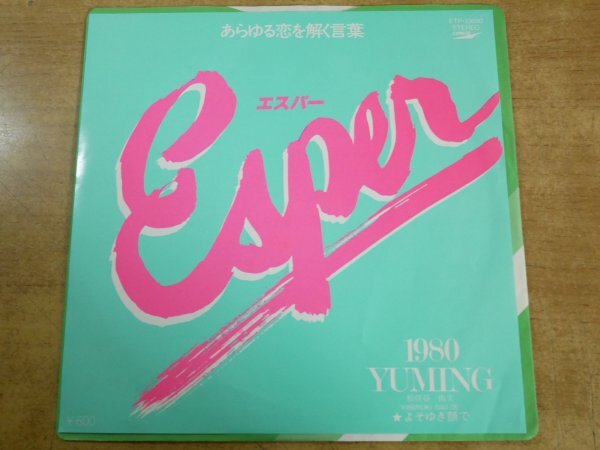 あらゆる恋を解く言葉
STEREO
エスパー
Esper
1980
YUMING
★よそゆき顔で
￥600